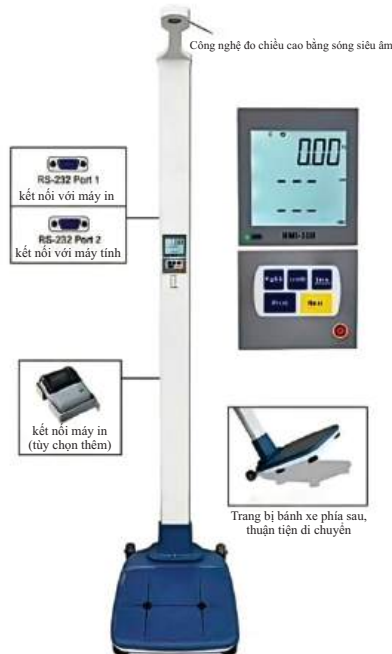 Công nghệ đo chiều cao bằng sóng siêu âm
RS-232 Port 1
kết nối với máy in
RS-232 Port 2
kết nối với máy tính
0.00
kết nối máy in
(tùy chọn thêm)
Trang bị bánh xe phía sau,
thuận tiện di chuyển